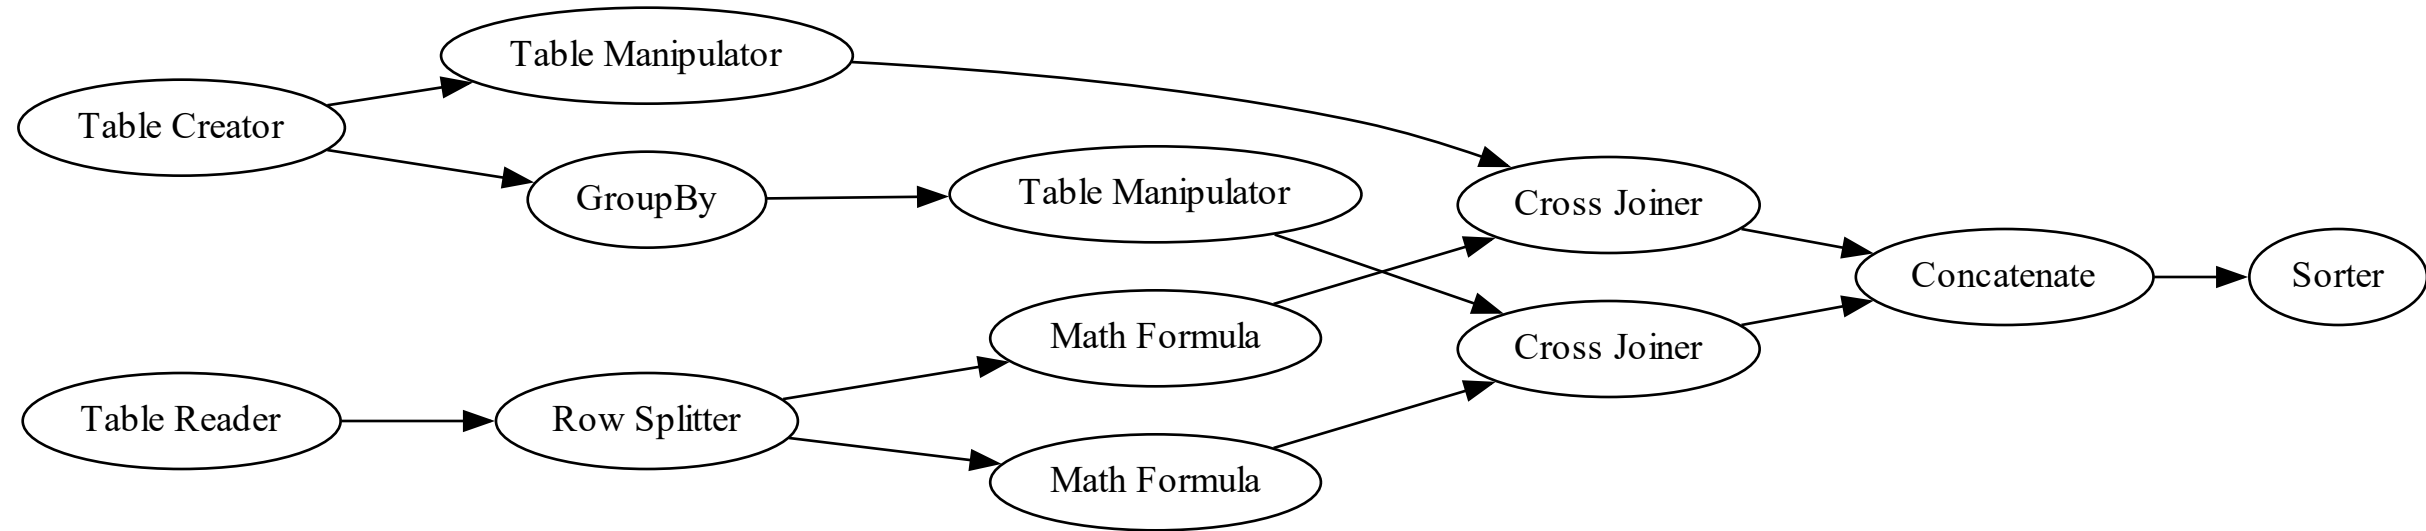 Table Manipulator
Table Creator
GroupBy
Table Manipulator
Cross Joiner
Concatenate
Sorter
Math Formula
Cross Joiner
Table Reader
Row Splitter
Math Formula